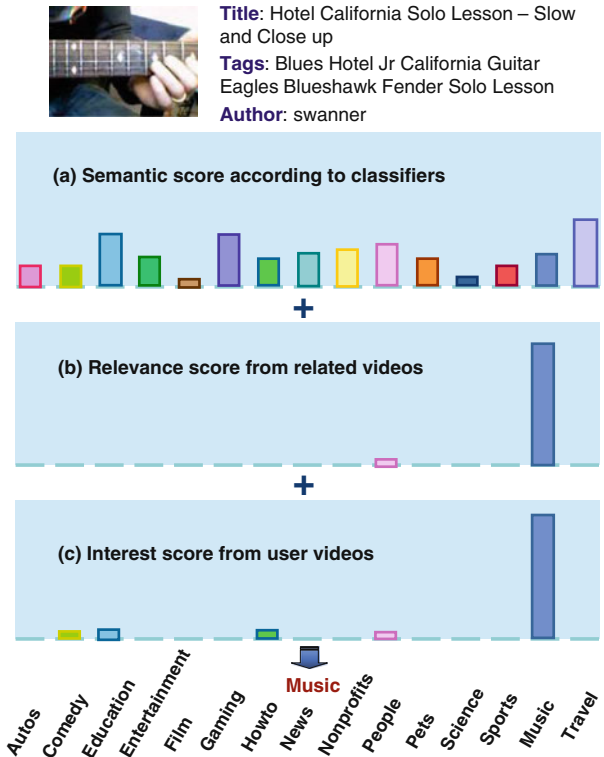 Title: Hotel California Solo Lesson – Slow
and Close up
Tags: Blues Hotel Jr California Guitar
Eagles Blueshawk Fender Solo Lesson
Author: swanner
(a) Semantic score according to classifiers
+
(b) Relevance score from related videos
+
(c) Interest score from user videos
Music
Autos
Comedy
Education
Entertainment
Film
Gaming
Howto
News
Nonprofits
People
Pets
Science
Sports
Music
Travel